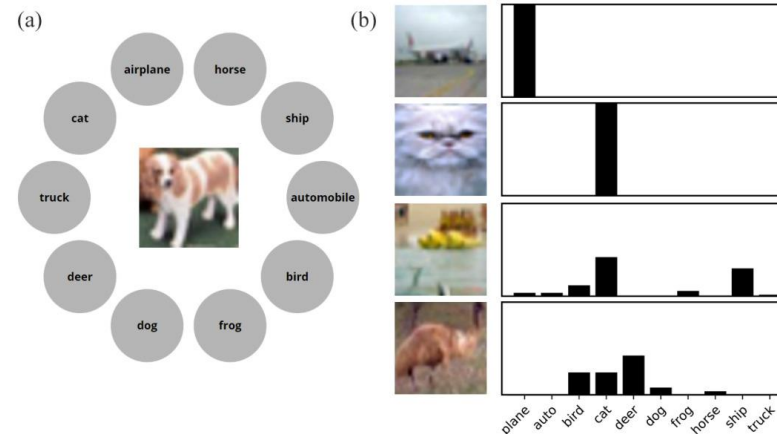 (a)
airplane
horse
cat
ship
truck
automobile
deer
bird
dog
frog
(b)
plane
auto
bird
cat
deer
dog
frog
horse
ship
truck